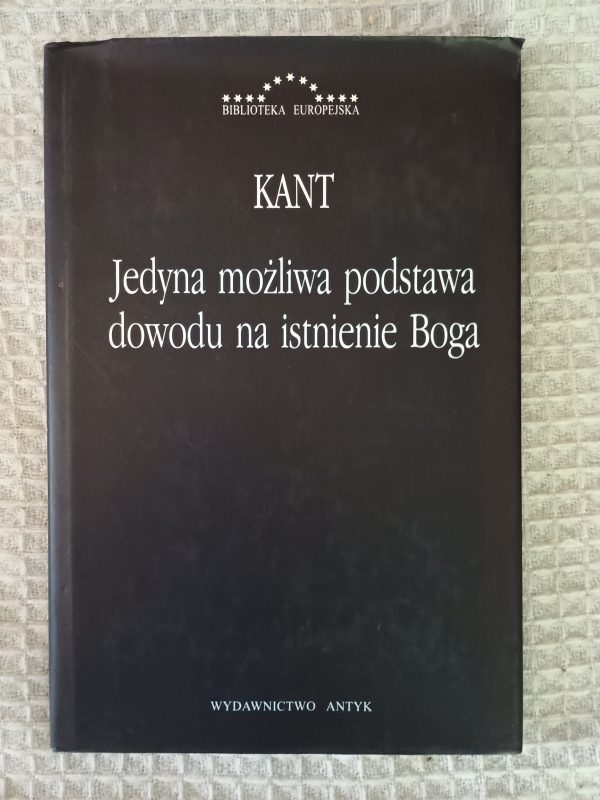 BIBLIOTEKA EUROPEJSKA
KANT
Jedyna możliwa podstawa
dowodu na istnienie Boga
WYDAWNICTWO ANTYK